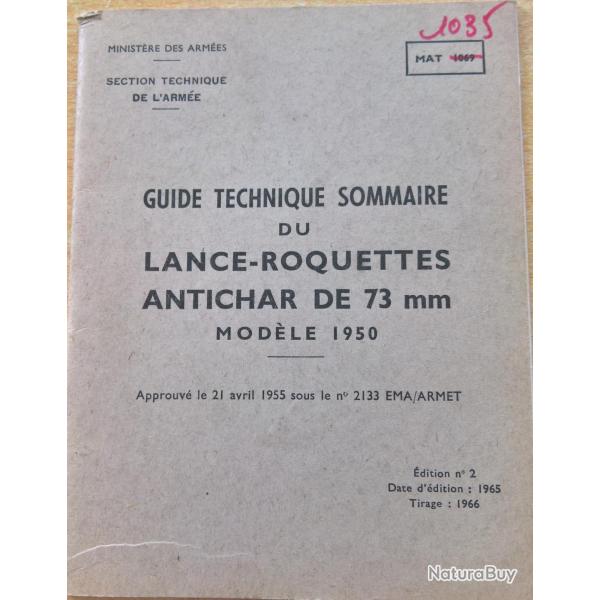 1035
MINISTÈRE DES ARMÉES
MAT 1069
SECTION TECHNIQUE
DE L'ARMÉE
GUIDE TECHNIQUE SOMMAIRE
DU
LANCE-ROQUETTES
ANTICHAR DE 73 mm
MODÈLE 1950
Approuvé le 21 avril 1955 sous le nº 2133 EMA/ARMET
Édition nº 2
Date d'édition : 1965
Tirage : 1966
NaturaBuy